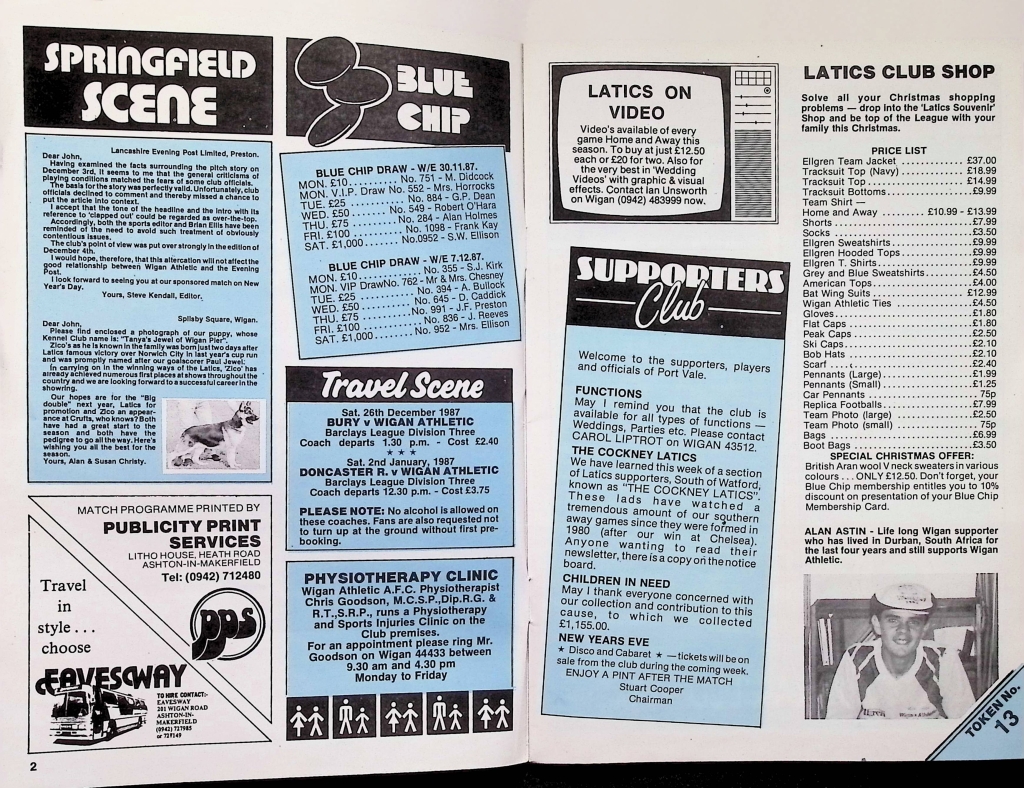 SPRINGFIELD
SCENE
Lancashire Evening Post Limited, Preston.
Dear John,
Having examined the facts surrounding the pitch story on
December 3rd, it seems to me that the general criticisms of
playing conditions matched the fears of some club officials.
The basis for the story was perfectly valid. Unfortunately, club
officials declined to comment and thereby missed a chance to
put the article into context.
I accept that the tone of the headline and the intro with its
reference to 'clapped out' could be regarded as over-the-top.
Accordingly, both the sports editor and Brian Ellis have been
reminded of the need to avoid such treatment of obviously
contentious issues.
The club's point of view was put over strongly in the edition of
December 4th.
I would hope, therefore, that this altercation will not affect the
good relationship between Wigan Athletic and the Evening
Post.
I look forward to seeing you at our sponsored match on New
Year's Day.
Yours, Steve Kendall, Editor.
Spilsby Square, Wigan.
Dear John,
Please find enclosed a photograph of our puppy, whose
Kennel Club name is: "Tanya's Jewel of Wigan Pier".
Zico's as he is known in the family was born just two days after
Latics famous victory over Norwich City in last year's cup run
and was promptly named after our goalscorer Paul Jewel:
In carrying on in the winning ways of the Latics, 'Zico' has
already achieved numerous first places at shows throughout the
country and we are looking forward to a successful career in the
showring.
Our hopes are for the "Big
double" next year, Latics for
promotion and Zico an appear-
ance at Crufts, who knows? Both
have had a great start to the
season and both have the
pedigree to go all the way. Here's
wishing you all the best for the
season.
Yours, Alan & Susan Christy.
MATCH PROGRAMME PRINTED BY
PUBLICITY PRINT
SERVICES
LITHO HOUSE, HEATH ROAD
ASHTON-IN-MAKERFIELD
Tel: (0942) 712480
pps
Travel
in
style . . .
choose
EAVESWAY
TO HIRE CONTACT:-
EAVESWAY
201 WIGAN ROAD
ASHTON-IN-
MAKERFIELD
(0942) 727985
or 721149
2
BLUE
CHIP
BLUE CHIP DRAW - W/E 30.11.87.
MON. £10 . . . . . . . . . . No. 751 - M. Didcock
MON. V.I.P. Draw No. 552 - Mrs. Horrocks
TUE. £25 . . . . . . . . . . No. 884 - G.P. Dean
WED. £50 . . . . . . . No. 549 - Robert O'Hara
THU. £75 . . . . . . . . No. 284 - Alan Holmes
FRI. £100 . . . . . . . . No. 1098 - Frank Kay
SAT. £1,000 . . . . . . . No.0952 - S.W. Ellison
BLUE CHIP DRAW - W/E 7.12.87.
MON. £10 . . . . . . . . . . No. 355 - S.J. Kirk
MON. VIP DrawNo. 762 - Mr & Mrs. Chesney
TUE. £25 . . . . . . . . . No. 394 - A. Bullock
WED. £50 . . . . . . . . No. 645 - D. Caddick
THU. £75 . . . . . . . . No. 991 - J.F. Preston
FRI. £100 . . . . . . . . . No. 836 - J. Reeves
SAT. £1,000 . . . . . . . No. 952 - Mrs. Ellison
Travel Scene
Sat. 26th December 1987
BURY v WIGAN ATHLETIC
Barclays League Division Three
Coach departs 1.30 p.m. - Cost £2.40
★ ★ ★
Sat. 2nd January, 1987
DONCASTER R. v WIGAN ATHLETIC
Barclays League Division Three
Coach departs 12.30 p.m. - Cost £3.75
PLEASE NOTE: No alcohol is allowed on
these coaches. Fans are also requested not
to turn up at the ground without first pre-
booking.
PHYSIOTHERAPY CLINIC
Wigan Athletic A.F.C. Physiotherapist
Chris Goodson, M.C.S.P.,Dip.R.G. &
R.T.,S.R.P., runs a Physiotherapy
and Sports Injuries Clinic on the
Club premises.
For an appointment please ring Mr.
Goodson on Wigan 44433 between
9.30 am and 4.30 pm
Monday to Friday
LATICS ON
VIDEO
Video's available of every
game Home and Away this
season. To buy at just £12.50
each or £20 for two. Also for
the very best in 'Wedding
Videos' with graphic & visual
effects. Contact Ian Unsworth
on Wigan (0942) 483999 now.
SUPPORTERS
Club
Welcome to the supporters, players
and officials of Port Vale.
FUNCTIONS
May I remind you that the club is
available for all types of functions —
Weddings, Parties etc. Please contact
CAROL LIPTROT on WIGAN 43512.
THE COCKNEY LATICS
We have learned this week of a section
of Latics supporters, South of Watford,
known as "THE COCKNEY LATICS".
These lads have watched a
tremendous amount of our southern
away games since they were formed in
1980 (after our win at Chelsea).
Anyone wanting to read their
newsletter, there is a copy on the notice
board.
CHILDREN IN NEED
May I thank everyone concerned with
our collection and contribution to this
cause, to which we collected
£1,155.00.
NEW YEARS EVE
★ Disco and Cabaret ★ — tickets will be on
sale from the club during the coming week.
ENJOY A PINT AFTER THE MATCH
Stuart Cooper
Chairman
LATICS CLUB SHOP
Solve all your Christmas shopping
problems — drop into the 'Latics Souvenir'
Shop and be top of the League with your
family this Christmas.
PRICE LIST
Ellgren Team Jacket . . . . . . . . . . . £37.00
Tracksuit Top (Navy) . . . . . . . . . . . £18.99
Tracksuit Top . . . . . . . . . . . . . . . . £14.99
Tracksuit Bottoms . . . . . . . . . . . . . £9.99
Team Shirt —
Home and Away . . . . . . . £10.99 - £13.99
Shorts . . . . . . . . . . . . . . . . . . . . £7.99
Socks . . . . . . . . . . . . . . . . . . . . £3.50
Ellgren Sweatshirts . . . . . . . . . . . . £9.99
Ellgren Hooded Tops . . . . . . . . . . . £9.99
Ellgren T. Shirts . . . . . . . . . . . . . . £9.99
Grey and Blue Sweatshirts . . . . . . . £4.50
American Tops . . . . . . . . . . . . . . . £4.00
Bat Wing Suits . . . . . . . . . . . . . . £12.99
Wigan Athletic Ties . . . . . . . . . . . £4.50
Gloves . . . . . . . . . . . . . . . . . . . £1.80
Flat Caps . . . . . . . . . . . . . . . . . £1.80
Peak Caps . . . . . . . . . . . . . . . . £2.50
Ski Caps . . . . . . . . . . . . . . . . . £2.10
Bob Hats . . . . . . . . . . . . . . . . . £2.10
Scarf . . . . . . . . . . . . . . . . . . . £2.40
Pennants (Large) . . . . . . . . . . . . £1.99
Pennants (Small) . . . . . . . . . . . . £1.25
Car Pennants . . . . . . . . . . . . . . . 75p
Replica Footballs . . . . . . . . . . . . £7.99
Team Photo (large) . . . . . . . . . . . £2.50
Team Photo (small) . . . . . . . . . . . 75p
Bags . . . . . . . . . . . . . . . . . . . £6.99
Boot Bags . . . . . . . . . . . . . . . . £3.50
SPECIAL CHRISTMAS OFFER:
British Aran wool V neck sweaters in various
colours . . . ONLY £12.50. Don't forget, your
Blue Chip membership entitles you to 10%
discount on presentation of your Blue Chip
Membership Card.
ALAN ASTIN - Life long Wigan supporter
who has lived in Durban, South Africa for
the last four years and still supports Wigan
Athletic.
TOKEN No.
13